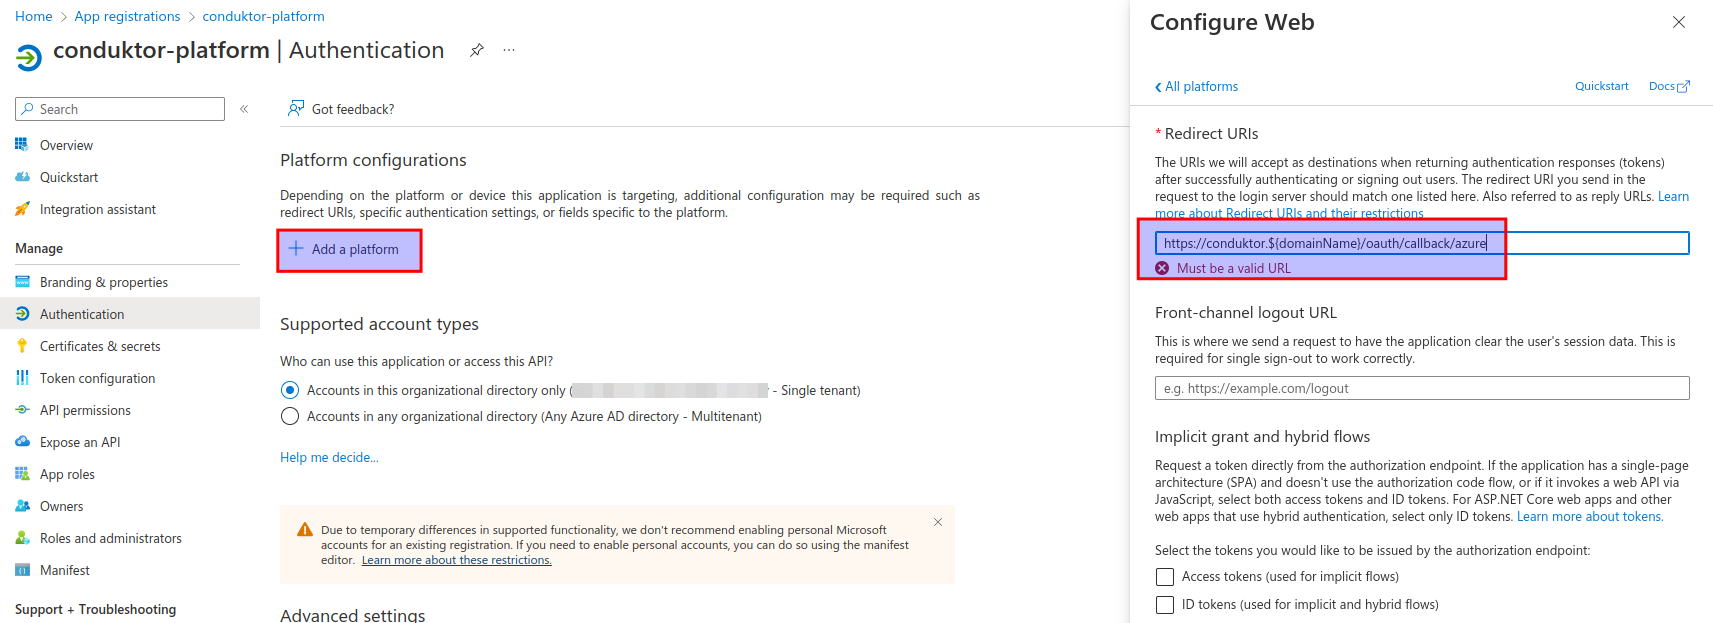 Home > App registrations > conduktor-platform
conduktor-platform | Authentication
Search
Overview
Quickstart
Integration assistant
Manage
Branding & properties
Authentication
Certificates & secrets
Token configuration
API permissions
Expose an API
App roles
Owners
Roles and administrators
Manifest
Support + Troubleshooting
Got feedback?
Platform configurations
Depending on the platform or device this application is targeting, additional configuration may be required such as
redirect URIs, specific authentication settings, or fields specific to the platform.
Add a platform
Supported account types
Who can use this application or access this API?
Accounts in this organizational directory only ( - Single tenant)
Accounts in any organizational directory (Any Azure AD directory - Multitenant)
Help me decide...
Due to temporary differences in supported functionality, we don't recommend enabling personal Microsoft
accounts for an existing registration. If you need to enable personal accounts, you can do so using the manifest
editor. Learn more about these restrictions.
Advanced settings
Configure Web
All platforms
Quickstart
Docs
* Redirect URIs
The URIs we will accept as destinations when returning authentication responses (tokens)
after successfully authenticating or signing out users. The redirect URI you send in the
request to the login server should match one listed here. Also referred to as reply URLs. Learn
more about Redirect URIs and their restrictions
https://conduktor.${domainName}/oauth/callback/azure
Must be a valid URL
Front-channel logout URL
This is where we send a request to have the application clear the user's session data. This is
required for single sign-out to work correctly.
e.g. https://example.com/logout
Implicit grant and hybrid flows
Request a token directly from the authorization endpoint. If the application has a single-page
architecture (SPA) and doesn't use the authorization code flow, or if it invokes a web API via
JavaScript, select both access tokens and ID tokens. For ASP.NET Core web apps and other
web apps that use hybrid authentication, select only ID tokens. Learn more about tokens.
Select the tokens you would like to be issued by the authorization endpoint:
Access tokens (used for implicit flows)
ID tokens (used for implicit and hybrid flows)